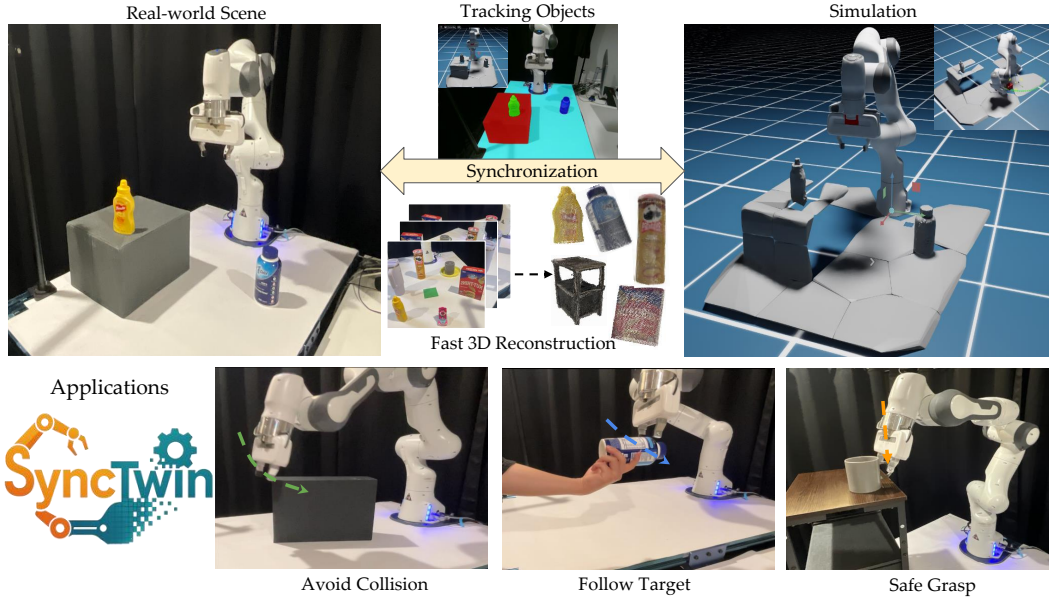 Real-world Scene
Tracking Objects
Simulation
Synchronization
Fast 3D Reconstruction
Applications
SyncTwin
Avoid Collision
Follow Target
Safe Grasp